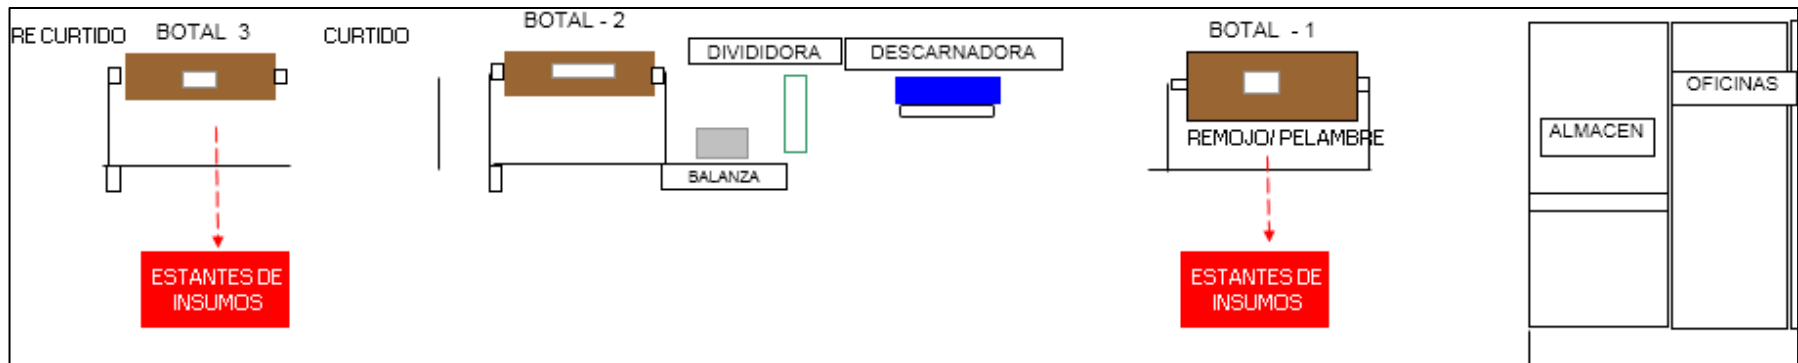 RE CURTIDO
BOTAL 3
CURTIDO
BOTAL - 2
DIVIDIDORA
DESCARNADORA
BOTAL - 1
OFICINAS
ALMACEN
REMOJO/ PELAMBRE
BALANZA
ESTANTES DE
INSUMOS
ESTANTES DE
INSUMOS